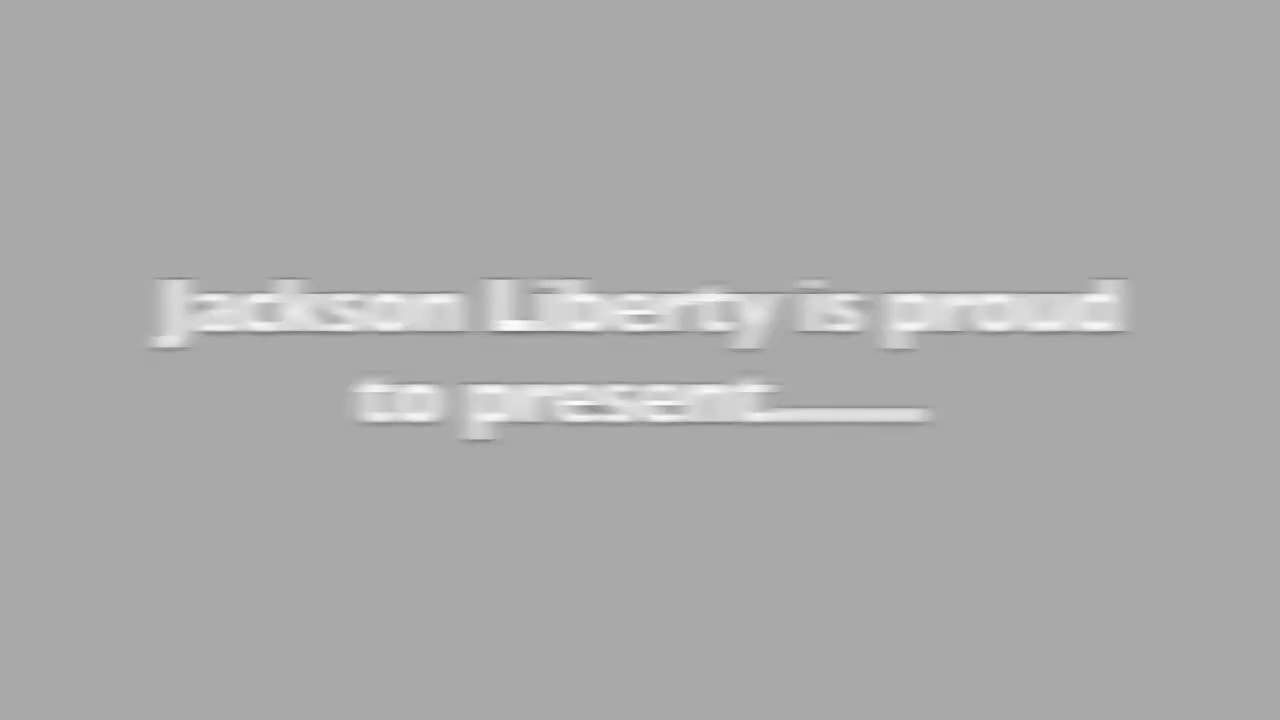 Jackson Liberty is proud
to present.......